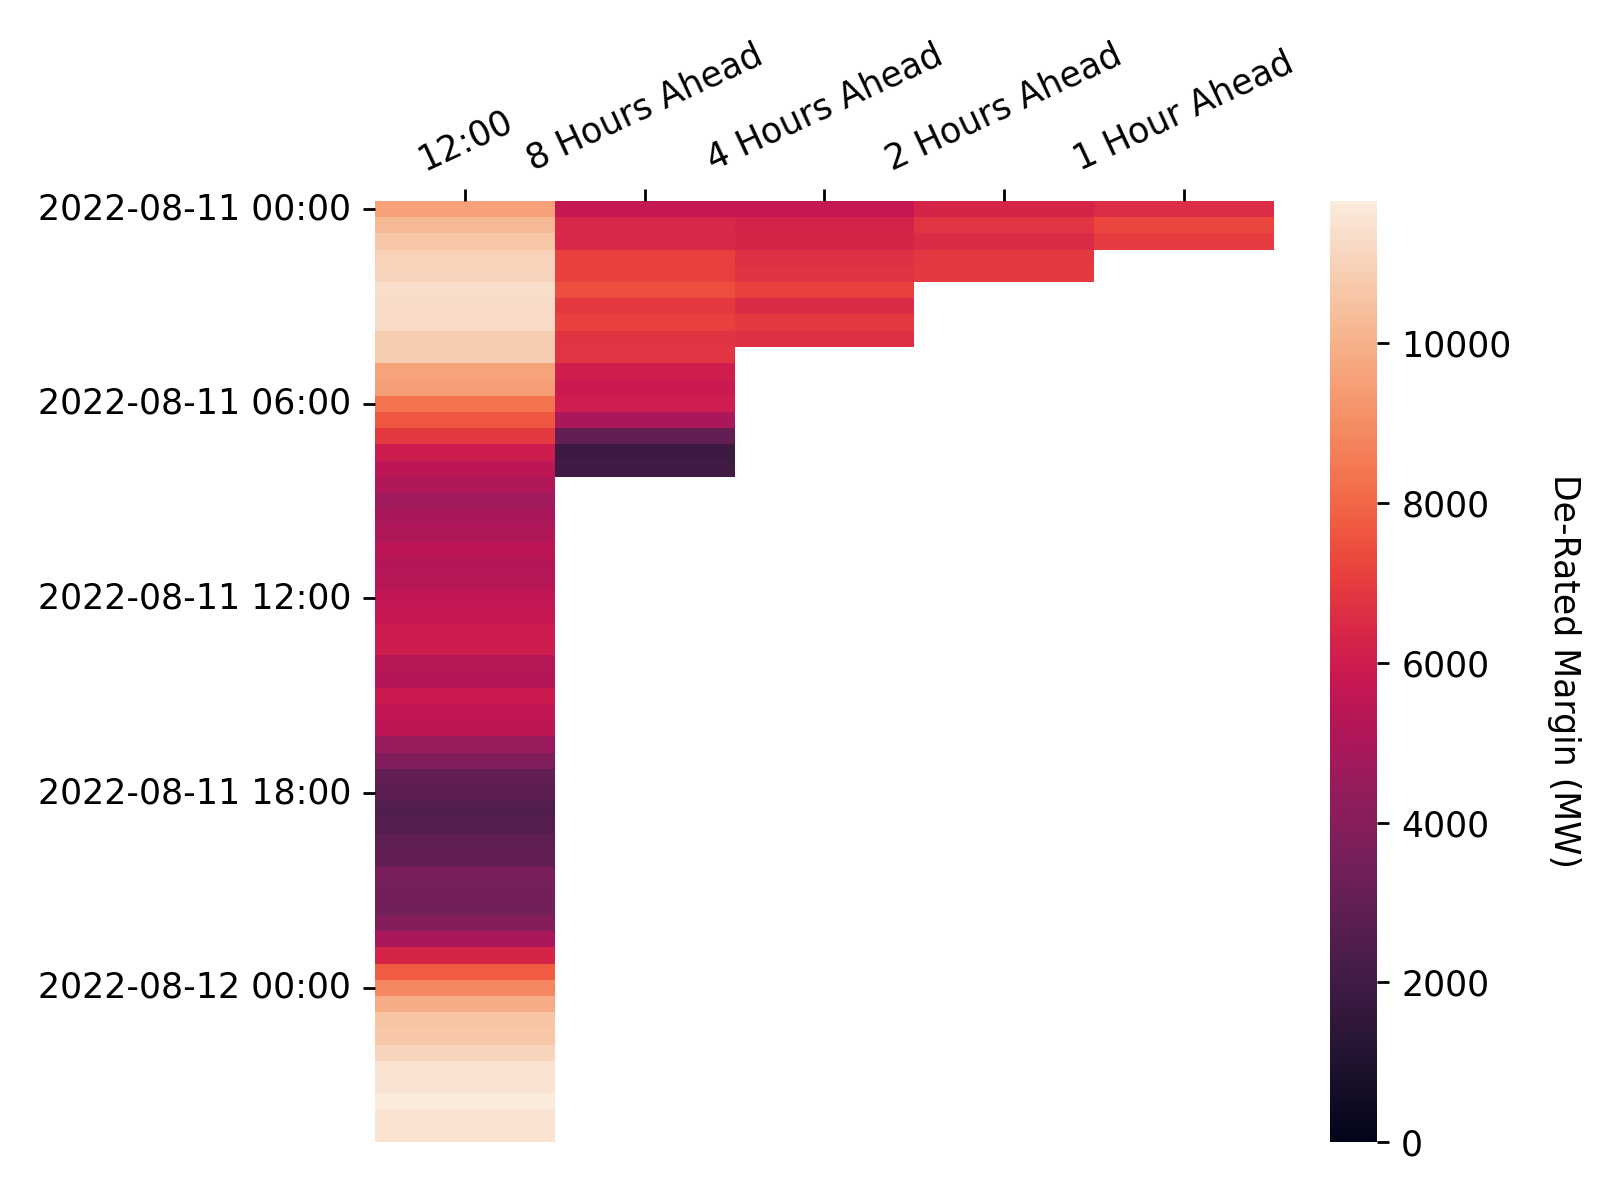 12:00
8 Hours Ahead
4 Hours Ahead
2 Hours Ahead
1 Hour Ahead
2022-08-11 00:00
2022-08-11 06:00
2022-08-11 12:00
2022-08-11 18:00
2022-08-12 00:00
10000
8000
6000
4000
2000
0
De-Rated Margin (MW)